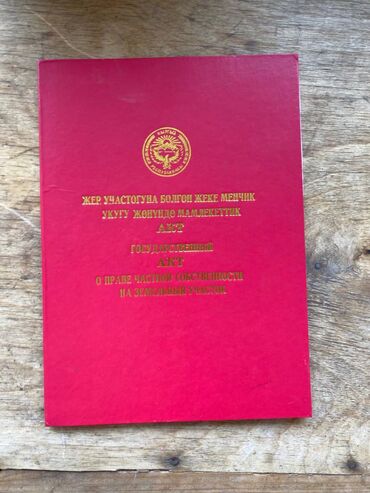 ЖЕР УЧАСТОГУНА БОЛГОН ЖЕКЕ МЕНЧИК
УКУГУ ЖӨНҮНДӨ МАМЛЕКЕТТИК
АКТ
ГОСУДАРСТВЕННЫЙ
АКТ
О ПРАВЕ ЧАСТНОЙ СОБСТВЕННОСТИ
НА ЗЕМЕЛЬНЫЙ УЧАСТОК